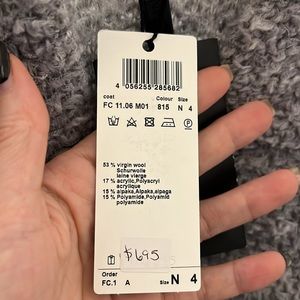 4 056255 285682
coat Colour Size
FC 11.06 M01 815 N 4
53 % virgin wool
Schurwolle
laine vierge
17 % acrylic,Polyacryl
acrylique
15 % alpaka,Alpaka,alpaga
15 % Polyamide,Polyamid
polyamide
$695
Order Size
FC.1 A N 4